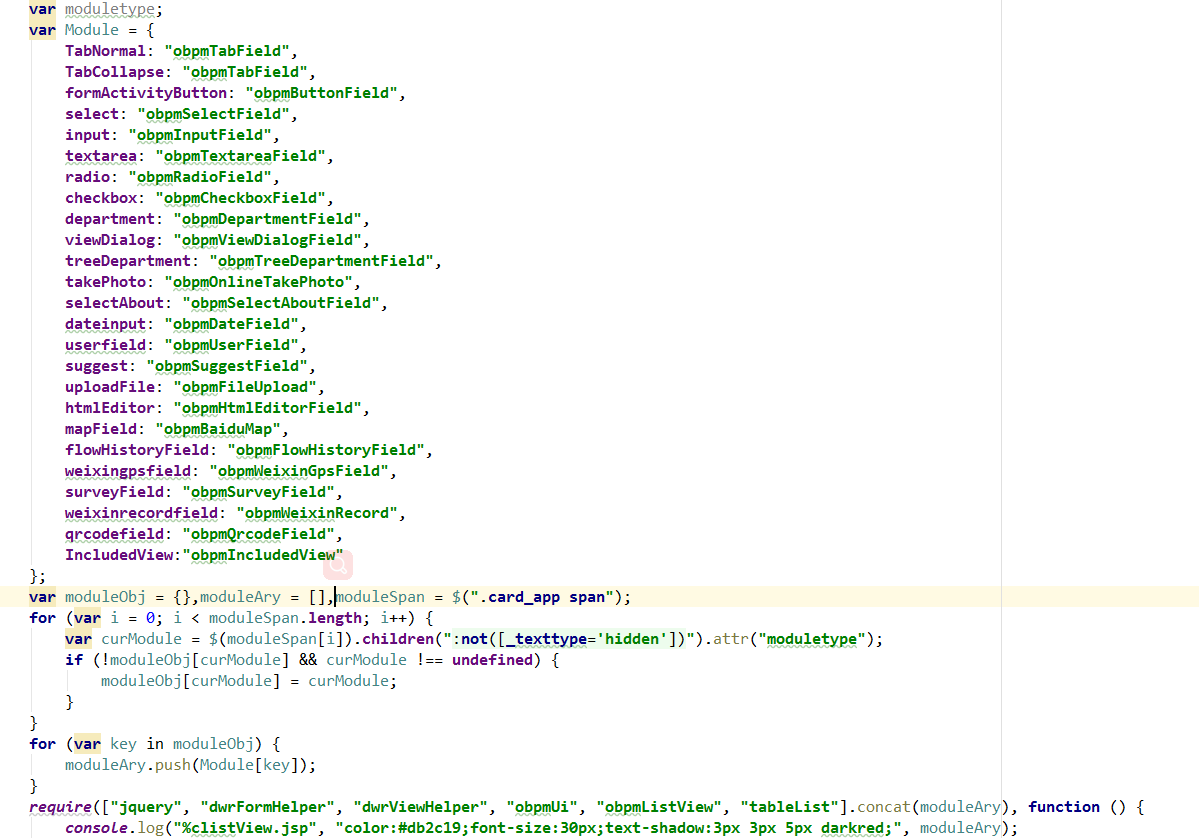 var moduletype;
var Module = {
TabNormal: "obpmTabField",
TabCollapse: "obpmTabField",
formActivityButton: "obpmButtonField",
select: "obpmSelectField",
input: "obpmInputField",
textarea: "obpmTextareaField",
radio: "obpmRadioField",
checkbox: "obpmCheckboxField",
department: "obpmDepartmentField",
viewDialog: "obpmViewDialogField",
treeDepartment: "obpmTreeDepartmentField",
takePhoto: "obpmOnlineTakePhoto",
selectAbout: "obpmSelectAboutField",
dateinput: "obpmDateField",
userfield: "obpmUserField",
suggest: "obpmSuggestField",
uploadFile: "obpmFileUpload",
htmlEditor: "obpmHtmlEditorField",
mapField: "obpmBaiduMap",
flowHistoryField: "obpmFlowHistoryField",
weixingpsfield: "obpmWeixinGpsField",
surveyField: "obpmSurveyField",
weixinrecordfield: "obpmWeixinRecord",
qrcodefield: "obpmQrcodeField",
IncludedView:"obpmIncludedView"
};
var moduleObj = {},moduleAry = [],moduleSpan = $(".card_app span");
for (var i = 0; i < moduleSpan.length; i++) {
var curModule = $(moduleSpan[i]).children(":not([_texttype='hidden'])").attr("moduletype");
if (!moduleObj[curModule] && curModule !== undefined) {
moduleObj[curModule] = curModule;
}
}
for (var key in moduleObj) {
moduleAry.push(Module[key]);
}
require(["jquery", "dwrFormHelper", "dwrViewHelper", "obpmUi", "obpmListView", "tableList"].concat(moduleAry), function () {
console.log("%clistView.jsp", "color:#db2c19;font-size:30px;text-shadow:3px 3px 5px darkred;", moduleAry);